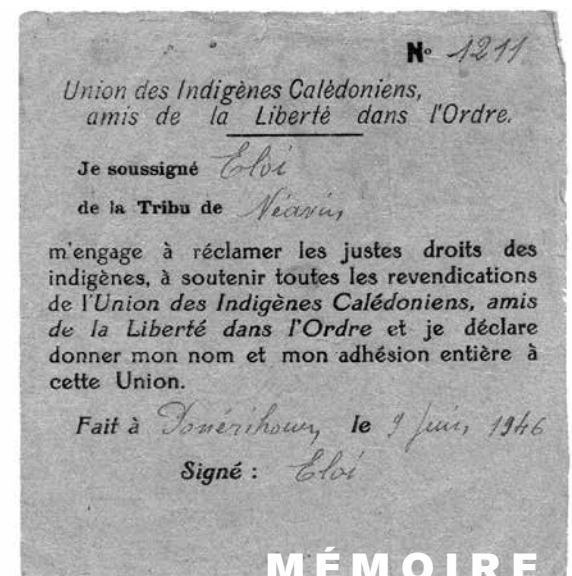 N° 1211
Union des Indigènes Calédoniens,
amis de la Liberté dans l'Ordre.
Je soussigné Eloi
de la Tribu de
m'engage à réclamer les justes droits des
indigènes, à soutenir toutes les revendications
de l'Union des Indigènes Calédoniens, amis
de la Liberté dans l'Ordre et je déclare
donner mon nom et mon adhésion entière à
cette Union.
Fait à Ponérihouen, le 9 juin 1946
Signé : Eloi
MÉMOIRE